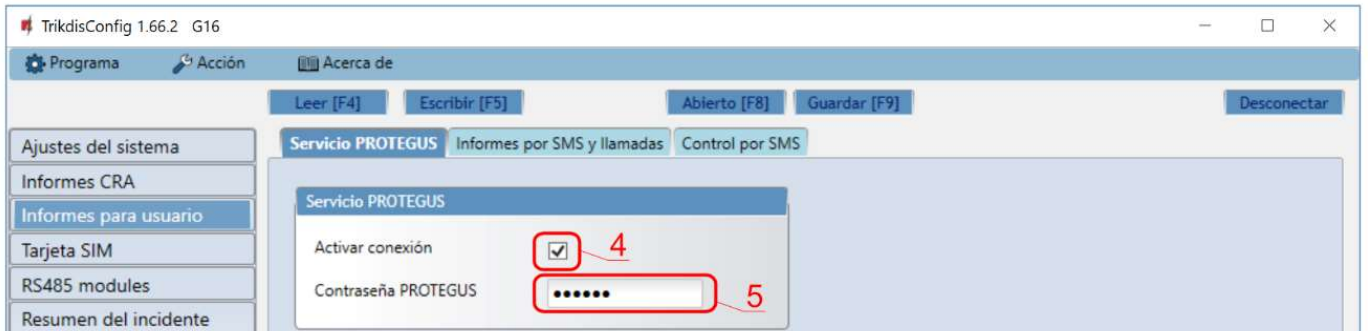 TrikdisConfig 1.66.2 G16
Programa Acción Acerca de
Leer [F4] Escribir [F5] Abierto [F8] Guardar [F9] Desconectar
Ajustes del sistema
Informes CRA
Informes para usuario
Tarjeta SIM
RS485 modules
Resumen del incidente
Servicio PROTEGUS Informes por SMS y llamadas Control por SMS
Servicio PROTEGUS
Activar conexión 4
Contraseña PROTEGUS •••••• 5